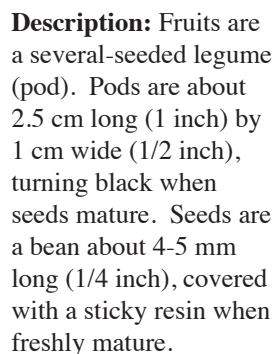 Description: Fruits are
a several-seeded legume
(pod).  Pods are about
2.5 cm long (1 inch) by
1 cm wide (1/2 inch),
turning black when
seeds mature.  Seeds are
a bean about 4-5 mm
long (1/4 inch), covered
with a sticky resin when
freshly mature.